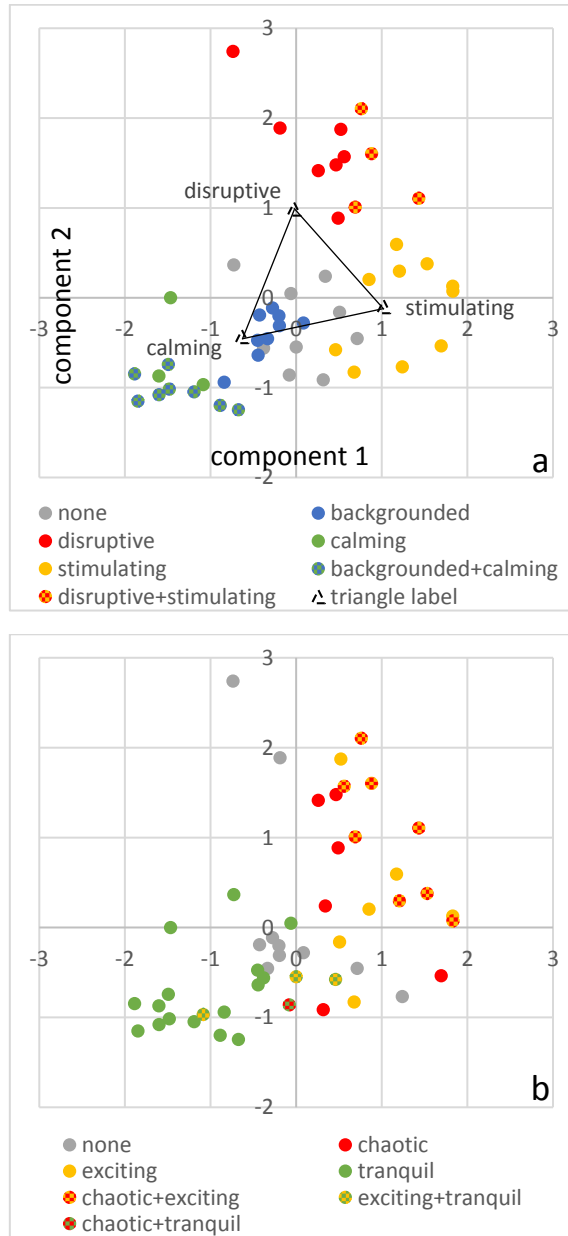 3
2
disruptive
1
component 2
0
-3 -2 -1 0 1 2 3
stimulating
calming
-1
component 1
-2
a
none backgrounded
disruptive calming
stimulating backgrounded+calming
disruptive+stimulating triangle label
3
2
1
0
-3 -2 -1 0 1 2 3
-1
-2
b
none chaotic
exciting tranquil
chaotic+exciting exciting+tranquil
chaotic+tranquil